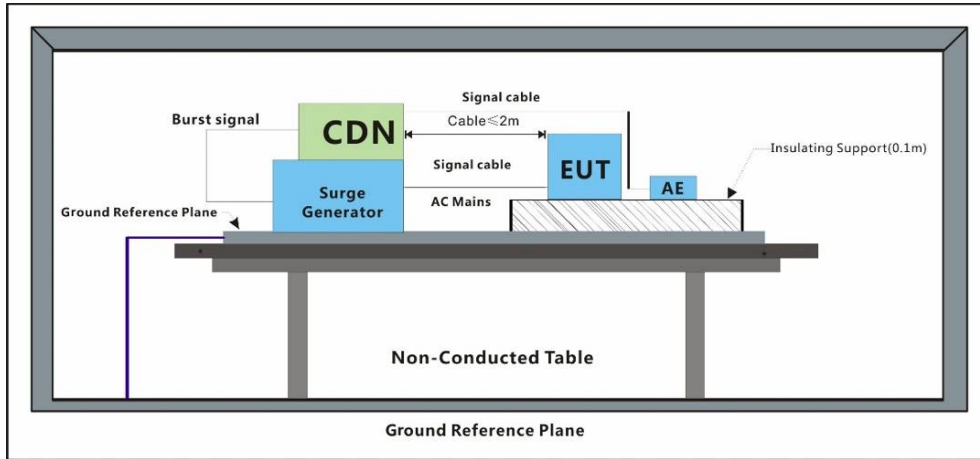 Signal cable
Cable≤2m
Burst signal
CDN
Insulating Support(0.1m)
Signal cable
EUT
AE
Surge
Generator
AC Mains
Ground Reference Plane
Non-Conducted Table
Ground Reference Plane